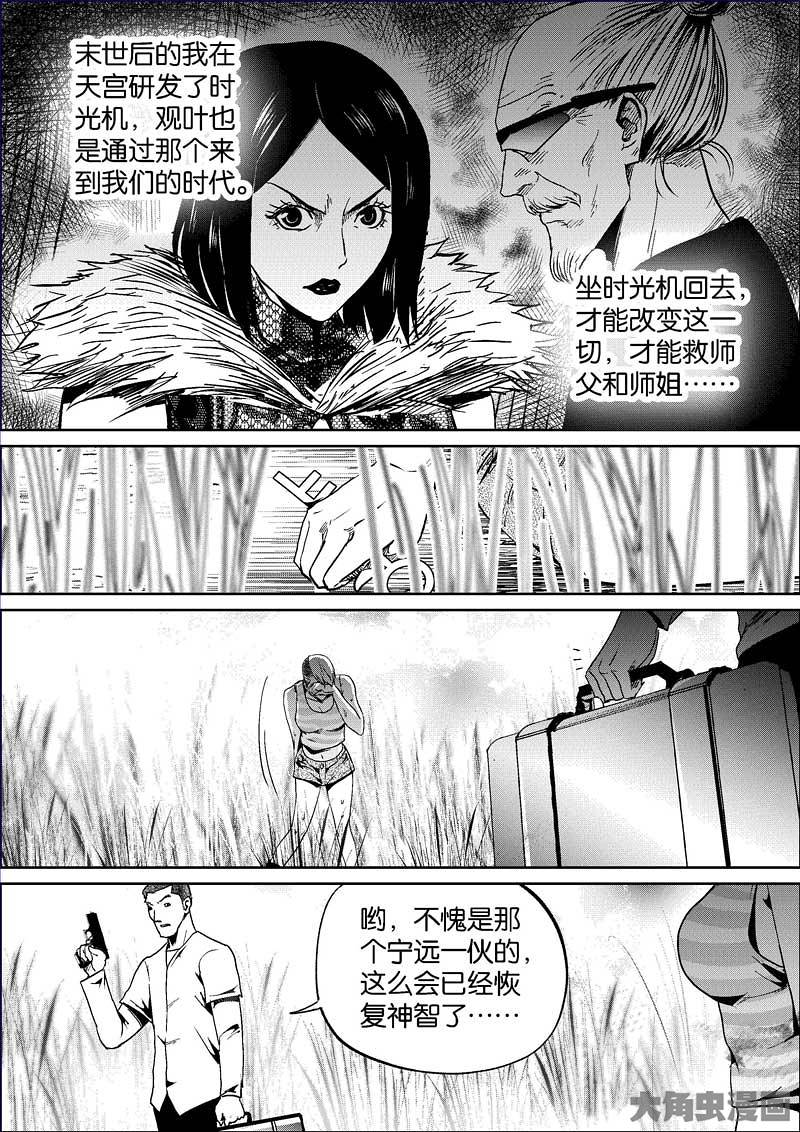 末世后的我在
天宫研发了时
光机，观叶也
是通过那个来
到我们的时代。
坐时光机回去，
才能改变这一
切，才能救师
父和师姐……
哟，不愧是那
个宁远一伙的，
这么会已经恢
复神智了……
大角虫漫画